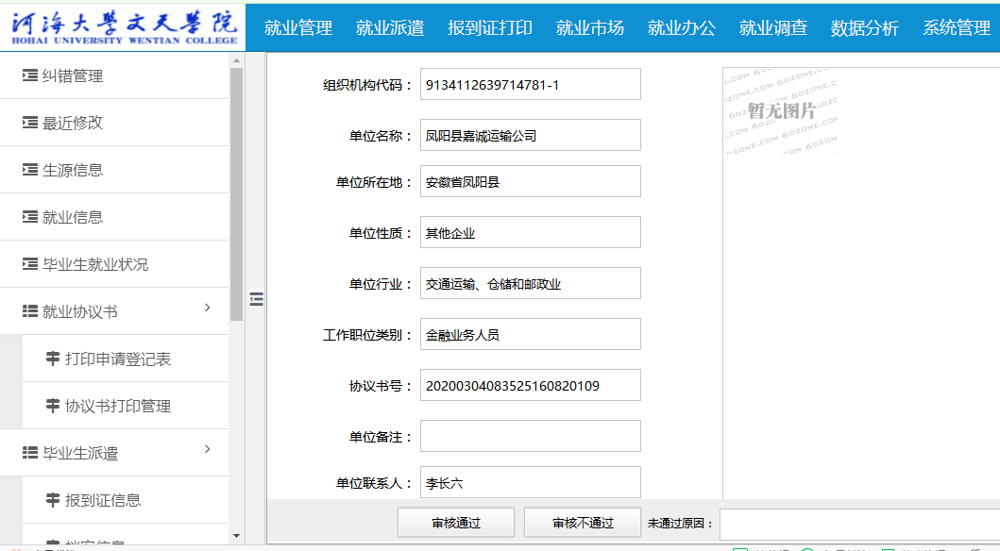 河海大學文天學院
HOHAI UNIVERSITY WENTIAN COLLEGE
就业管理 就业派遣 报到证打印 就业市场 就业办公 就业调查 数据分析 系统管理
纠错管理
最近修改
生源信息
就业信息
毕业生就业状况
就业协议书
打印申请登记表
协议书打印管理
毕业生派遣
报到证信息
组织机构代码： 9134112639714781-1
单位名称： 凤阳县嘉诚运输公司
单位所在地： 安徽省凤阳县
单位性质： 其他企业
单位行业： 交通运输、仓储和邮政业
工作职位类别： 金融业务人员
协议书号： 20200304083525160820109
单位备注：
单位联系人： 李长六
暂无图片
审核通过 审核不通过 未通过原因：